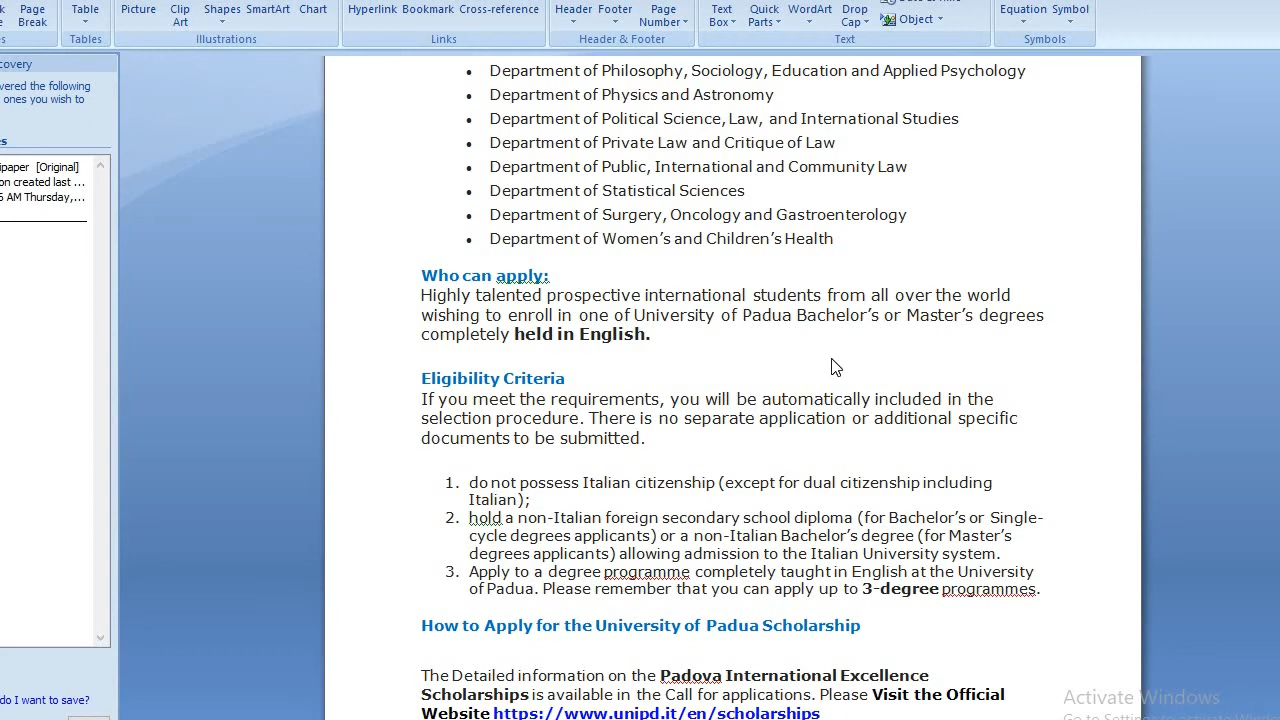 Page Break
Table
Tables
Picture
Clip Art
Shapes
SmartArt
Chart
Illustrations
Hyperlink
Bookmark
Cross-reference
Links
Header
Footer
Page Number
Header & Footer
Text Box
Quick Parts
WordArt
Drop Cap
Object
Text
Equation
Symbol
Symbols
covery
vered the following
ones you wish to
es
ipaper [Original]
on created last ...
5 AM Thursday,...
do I want to save?
• Department of Philosophy, Sociology, Education and Applied Psychology
• Department of Physics and Astronomy
• Department of Political Science, Law, and International Studies
• Department of Private Law and Critique of Law
• Department of Public, International and Community Law
• Department of Statistical Sciences
• Department of Surgery, Oncology and Gastroenterology
• Department of Women’s and Children’s Health
Who can apply:
Highly talented prospective international students from all over the world
wishing to enroll in one of University of Padua Bachelor’s or Master’s degrees
completely held in English.
Eligibility Criteria
If you meet the requirements, you will be automatically included in the
selection procedure. There is no separate application or additional specific
documents to be submitted.
1. do not possess Italian citizenship (except for dual citizenship including
Italian);
2. hold a non-Italian foreign secondary school diploma (for Bachelor’s or Single-
cycle degrees applicants) or a non-Italian Bachelor’s degree (for Master’s
degrees applicants) allowing admission to the Italian University system.
3. Apply to a degree programme completely taught in English at the University
of Padua. Please remember that you can apply up to 3-degree programmes.
How to Apply for the University of Padua Scholarship
The Detailed information on the Padova International Excellence
Scholarships is available in the Call for applications. Please Visit the Official
Website https://www.unipd.it/en/scholarships
Activate Windows
Go to Settings to activate Windows